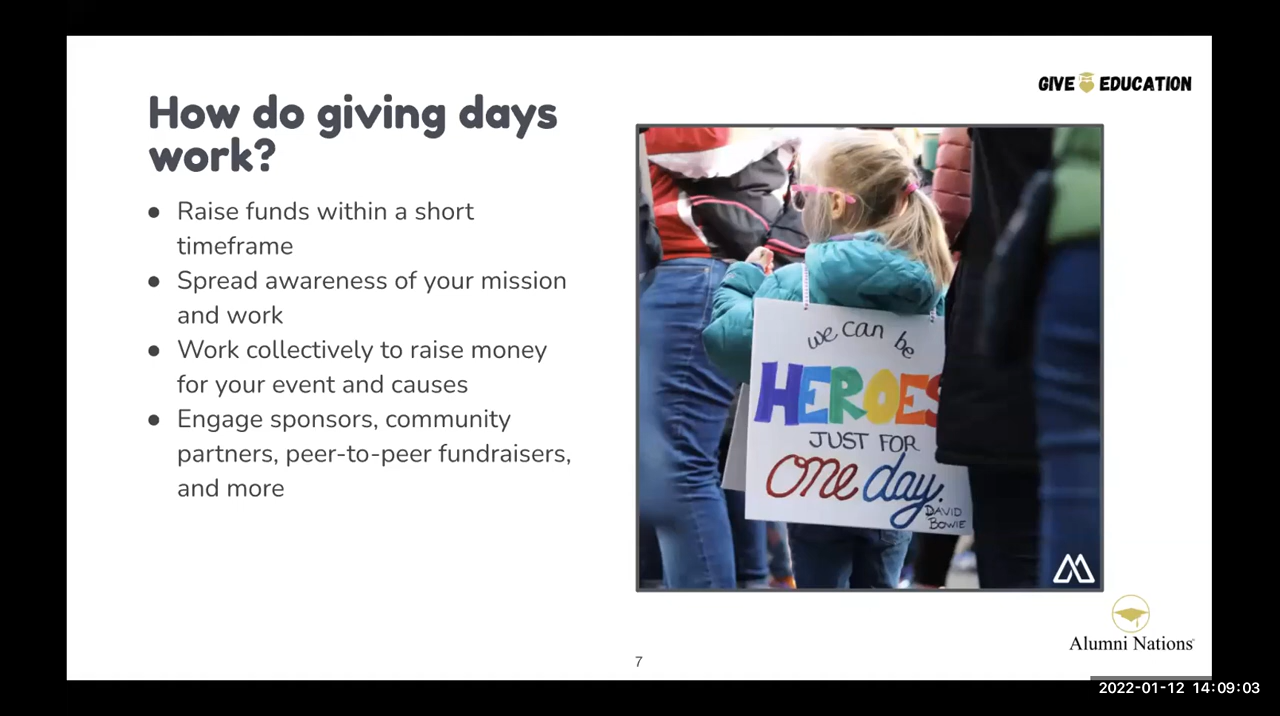 GIVE EDUCATION
How do giving days
work?
● Raise funds within a short
timeframe
● Spread awareness of your mission
and work
● Work collectively to raise money
for your event and causes
● Engage sponsors, community
partners, peer-to-peer fundraisers,
and more
we can be
HEROES
JUST FOR
one day.
DAVID
BOWIE
Alumni Nations
7
2022-01-12 14:09:03